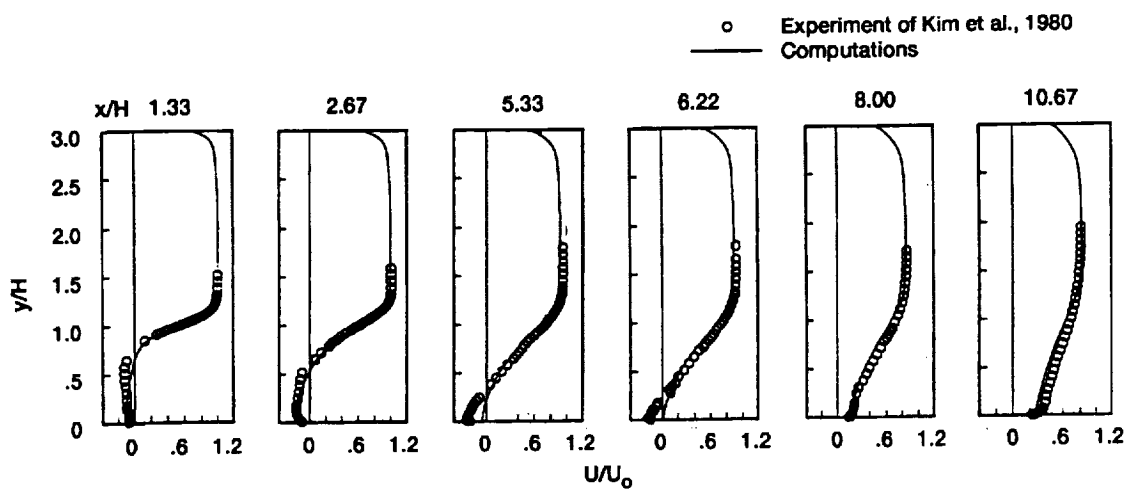 Experiment of Kim et al., 1980
Computations
x/H 1.33 2.67 5.33 6.22 8.00 10.67
3.0
2.5
2.0
1.5
1.0
.5
0
y/H
0 .6 1.2 0 .6 1.2 0 .6 1.2 0 .6 1.2 0 .6 1.2 0 .6 1.2
U/Uo